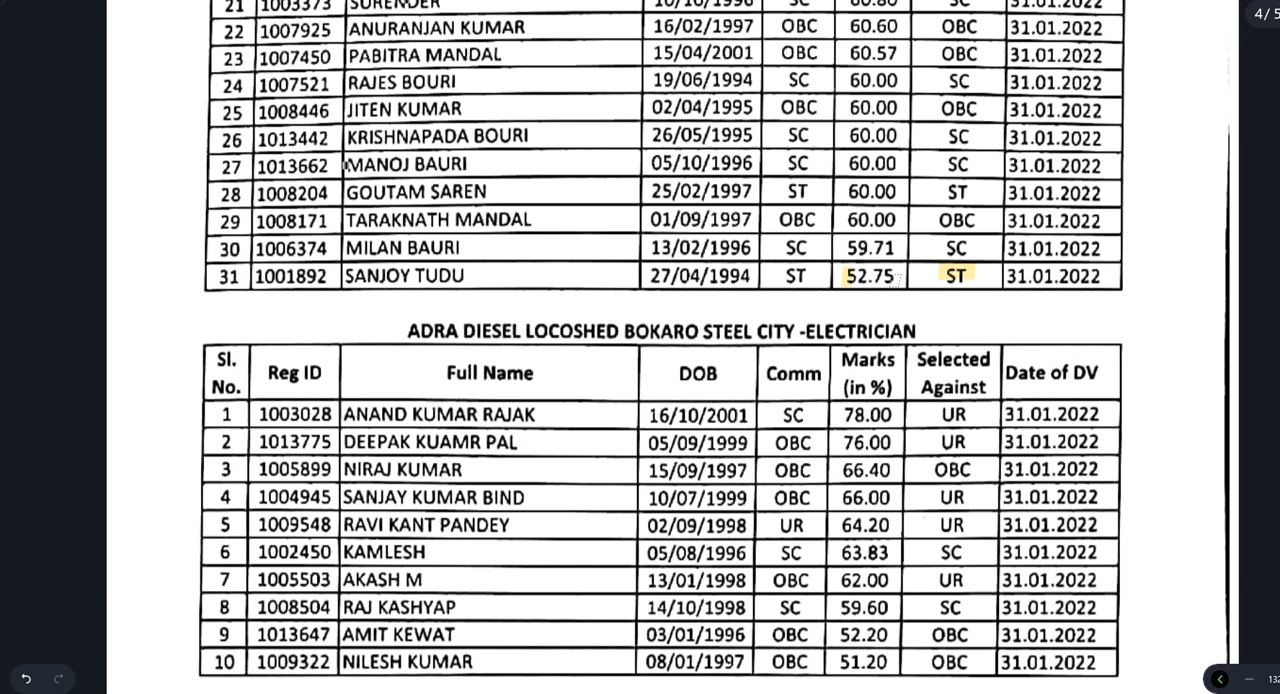 21 1003373 SURENDER 10/10/1996 SC 60.80 SC 31.01.2022
4/ 5
22 1007925 ANURANJAN KUMAR 16/02/1997 OBC 60.60 OBC 31.01.2022
23 1007450 PABITRA MANDAL 15/04/2001 OBC 60.57 OBC 31.01.2022
24 1007521 RAJES BOURI 19/06/1994 SC 60.00 SC 31.01.2022
25 1008446 JITEN KUMAR 02/04/1995 OBC 60.00 OBC 31.01.2022
26 1013442 KRISHNAPADA BOURI 26/05/1995 SC 60.00 SC 31.01.2022
27 1013662 MANOJ BAURI 05/10/1996 SC 60.00 SC 31.01.2022
28 1008204 GOUTAM SAREN 25/02/1997 ST 60.00 ST 31.01.2022
29 1008171 TARAKNATH MANDAL 01/09/1997 OBC 60.00 OBC 31.01.2022
30 1006374 MILAN BAURI 13/02/1996 SC 59.71 SC 31.01.2022
31 1001892 SANJOY TUDU 27/04/1994 ST 52.75 ST 31.01.2022
ADRA DIESEL LOCOSHED BOKARO STEEL CITY -ELECTRICIAN
Sl. No. Reg ID Full Name DOB Comm Marks (in %) Selected Against Date of DV
1 1003028 ANAND KUMAR RAJAK 16/10/2001 SC 78.00 UR 31.01.2022
2 1013775 DEEPAK KUAMR PAL 05/09/1999 OBC 76.00 UR 31.01.2022
3 1005899 NIRAJ KUMAR 15/09/1997 OBC 66.40 OBC 31.01.2022
4 1004945 SANJAY KUMAR BIND 10/07/1999 OBC 66.00 UR 31.01.2022
5 1009548 RAVI KANT PANDEY 02/09/1998 UR 64.20 UR 31.01.2022
6 1002450 KAMLESH 05/08/1996 SC 63.83 SC 31.01.2022
7 1005503 AKASH M 13/01/1998 OBC 62.00 UR 31.01.2022
8 1008504 RAJ KASHYAP 14/10/1998 SC 59.60 SC 31.01.2022
9 1013647 AMIT KEWAT 03/01/1996 OBC 52.20 OBC 31.01.2022
10 1009322 NILESH KUMAR 08/01/1997 OBC 51.20 OBC 31.01.2022